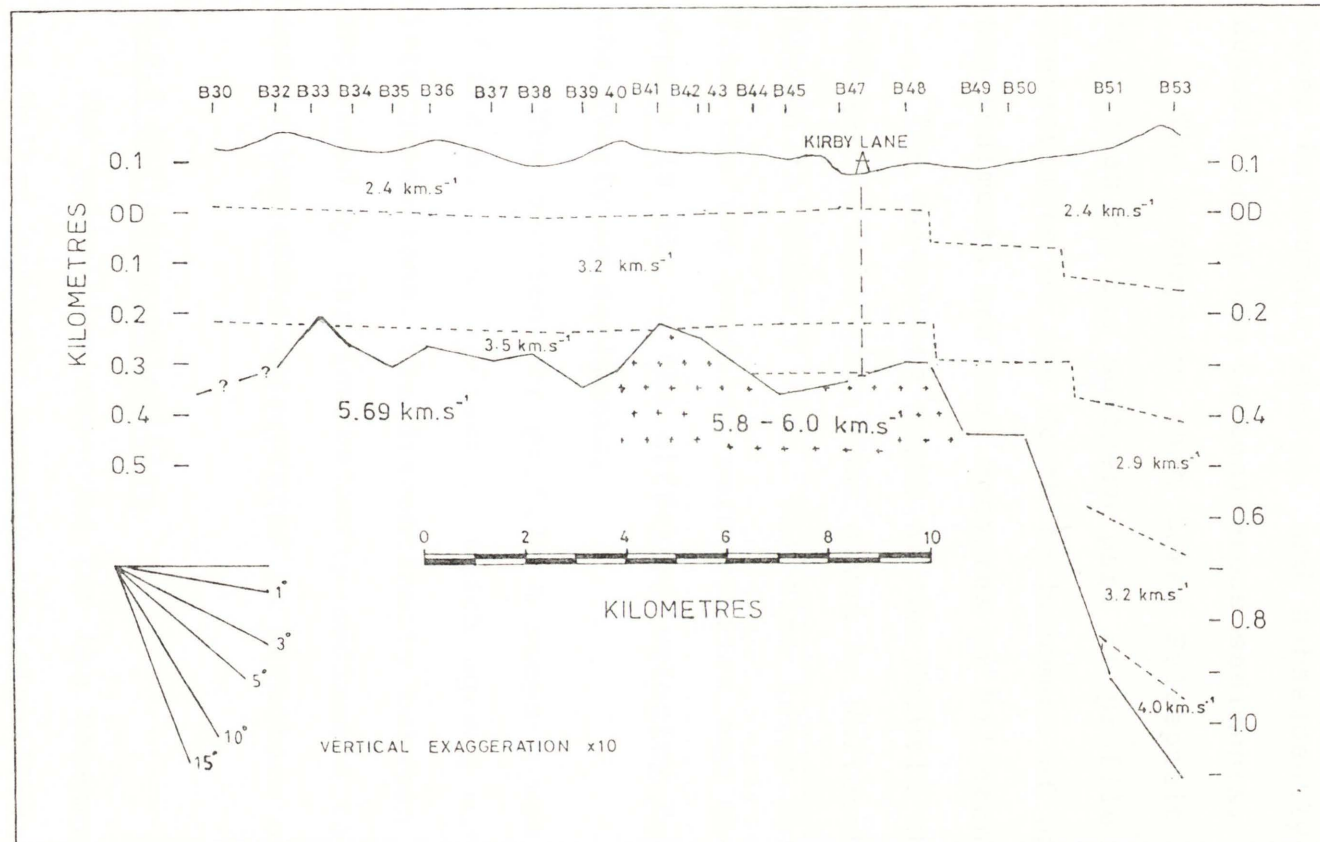 B30 B32 B33 B34 B35 B36 B37 B38 B39 40 B41 B42 43 B44 B45 B47 B48 B49 B50 B51 B53
KIRBY LANE
0.1 0.1
2.4 km.s⁻¹
OD 2.4 km.s⁻¹ OD
KILOMETRES
0.1 3.2 km.s⁻¹
0.2 0.2
3.5 km.s⁻¹
0.3
? ?
0.4 5.69 km.s⁻¹ 5.8 – 6.0 km.s⁻¹ 0.4
0.5 2.9 km.s⁻¹
0.6
0 2 4 6 8 10
KILOMETRES
3.2 km.s⁻¹
0.8
1°
3°
5°
10°
15°
4.0 km.s⁻¹
1.0
VERTICAL EXAGGERATION x10